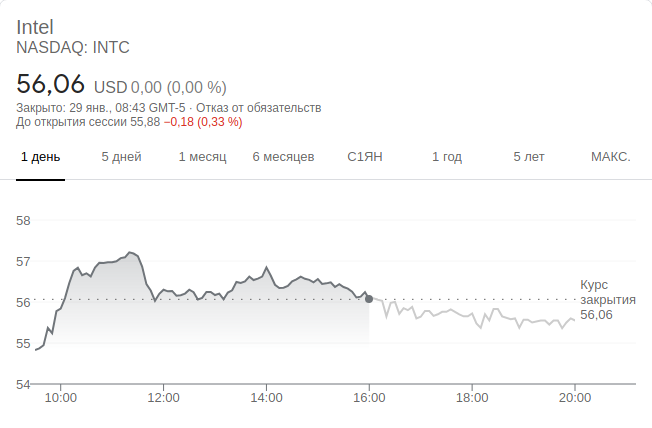 Intel
NASDAQ: INTC
56,06 USD 0,00 (0,00 %)
Закрыто: 29 янв., 08:43 GMT-5 · Отказ от обязательств
До открытия сессии 55,88 −0,18 (0,33 %)
1 день 5 дней 1 месяц 6 месяцев С1ЯН 1 год 5 лет МАКС.
58
57
56
55
54
Курс
закрытия
56,06
10:00 12:00 14:00 16:00 18:00 20:00